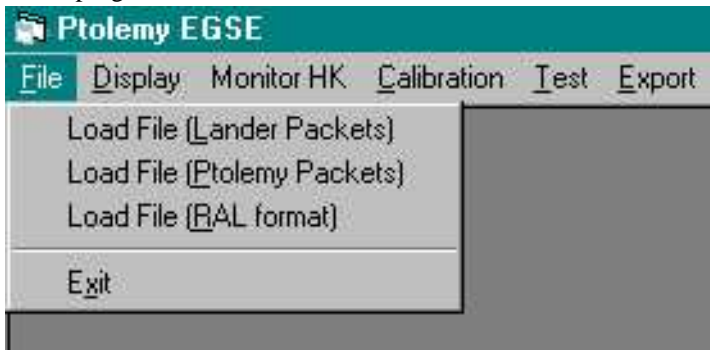 Ptolemy EGSE
File Display Monitor HK Calibration Test Export
Load File (Lander Packets)
Load File (Ptolemy Packets)
Load File (RAL format)
Exit